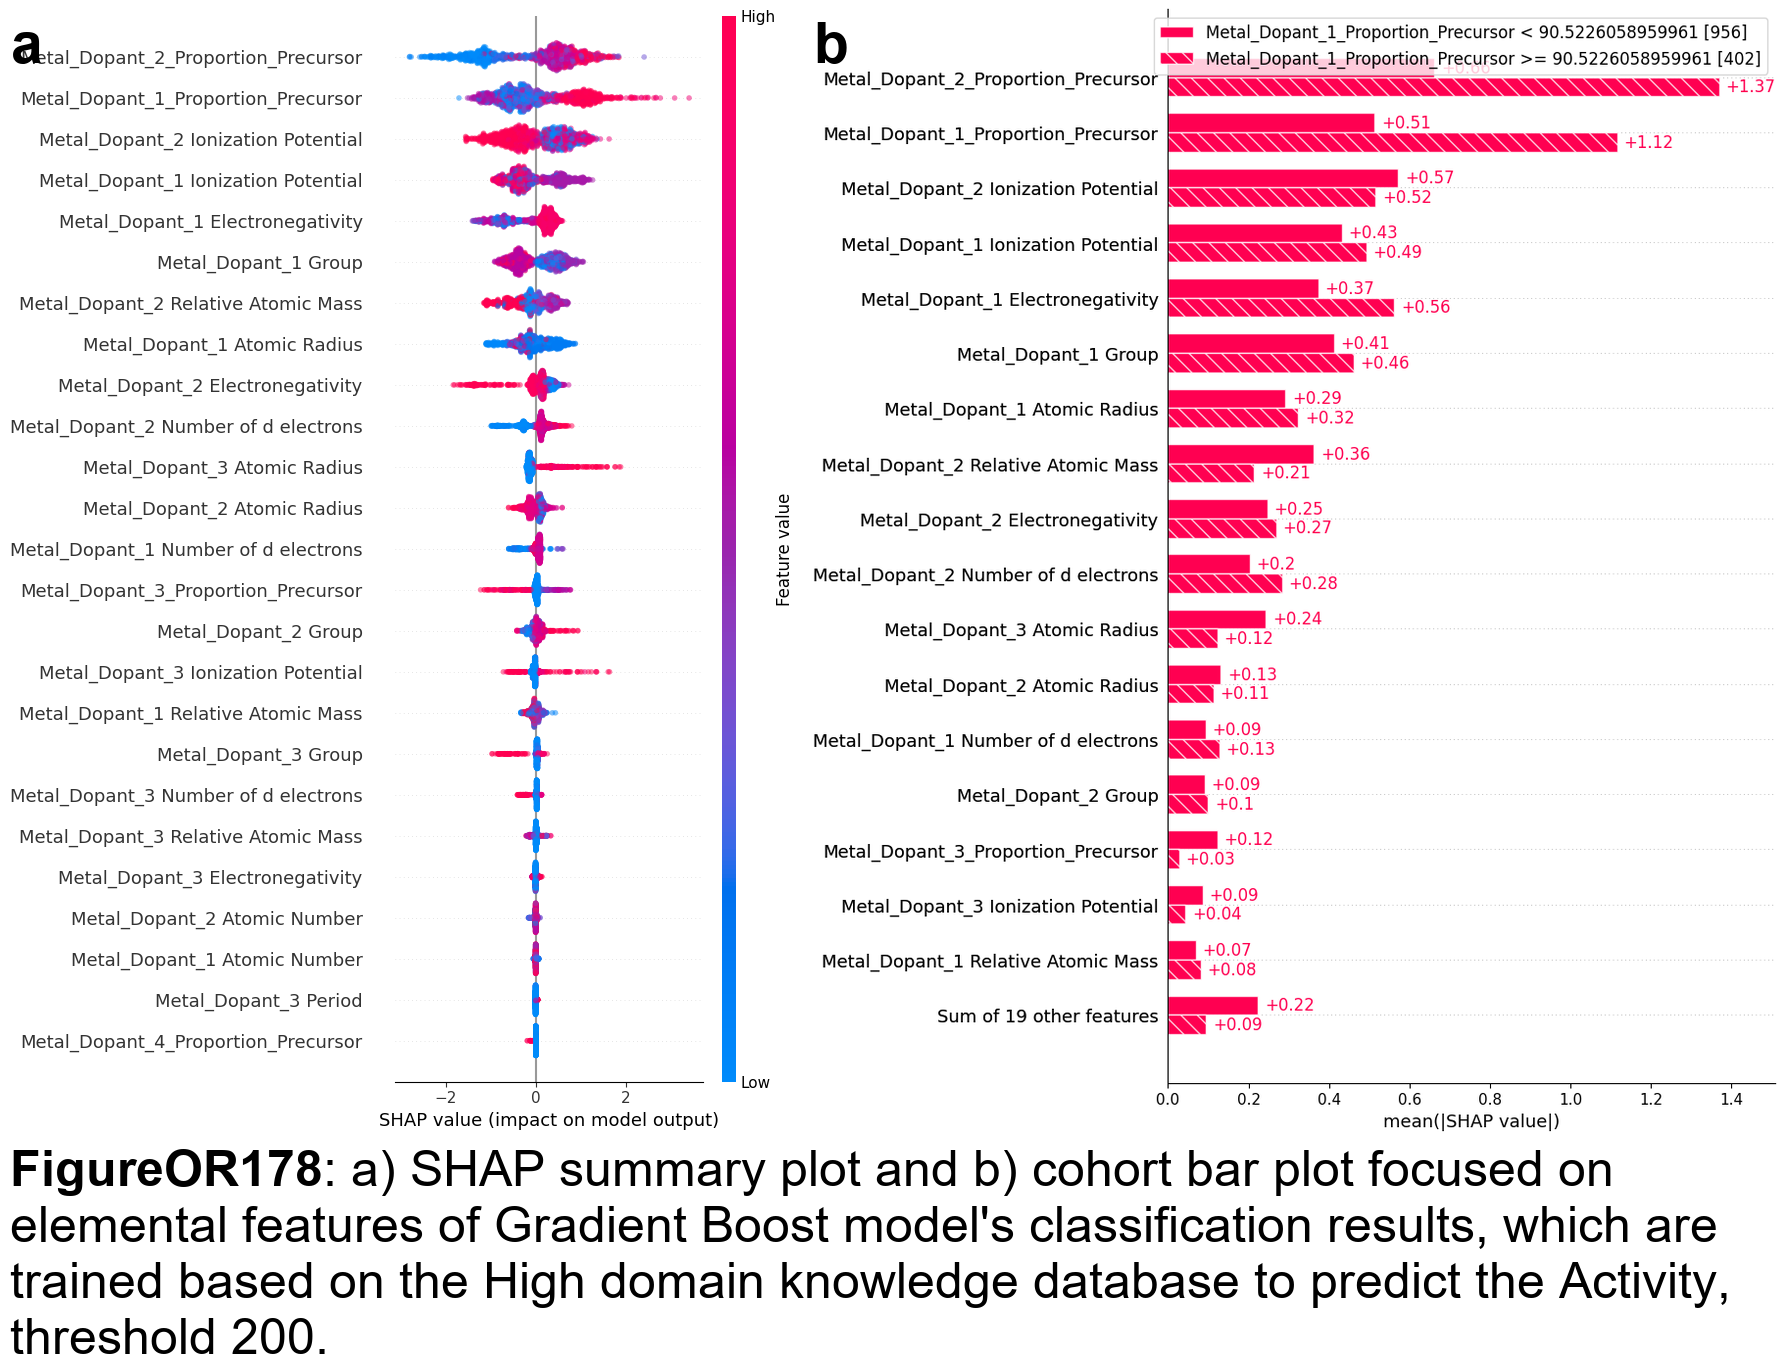 a
Metal_Dopant_2_Proportion_Precursor
Metal_Dopant_1_Proportion_Precursor
Metal_Dopant_2 Ionization Potential
Metal_Dopant_1 Ionization Potential
Metal_Dopant_1 Electronegativity
Metal_Dopant_1 Group
Metal_Dopant_2 Relative Atomic Mass
Metal_Dopant_1 Atomic Radius
Metal_Dopant_2 Electronegativity
Metal_Dopant_2 Number of d electrons
Metal_Dopant_3 Atomic Radius
Metal_Dopant_2 Atomic Radius
Metal_Dopant_1 Number of d electrons
Metal_Dopant_3_Proportion_Precursor
Metal_Dopant_2 Group
Metal_Dopant_3 Ionization Potential
Metal_Dopant_1 Relative Atomic Mass
Metal_Dopant_3 Group
Metal_Dopant_3 Number of d electrons
Metal_Dopant_3 Relative Atomic Mass
Metal_Dopant_3 Electronegativity
Metal_Dopant_2 Atomic Number
Metal_Dopant_1 Atomic Number
Metal_Dopant_3 Period
Metal_Dopant_4_Proportion_Precursor
−2 0 2
SHAP value (impact on model output)
High
Feature value
Low
b
Metal_Dopant_1_Proportion_Precursor < 90.5226058959961 [956]
Metal_Dopant_1_Proportion_Precursor >= 90.5226058959961 [402]
Metal_Dopant_2_Proportion_Precursor +0.66
+1.37
Metal_Dopant_1_Proportion_Precursor +0.51
+1.12
Metal_Dopant_2 Ionization Potential +0.57
+0.52
Metal_Dopant_1 Ionization Potential +0.43
+0.49
Metal_Dopant_1 Electronegativity +0.37
+0.56
Metal_Dopant_1 Group +0.41
+0.46
Metal_Dopant_1 Atomic Radius +0.29
+0.32
Metal_Dopant_2 Relative Atomic Mass +0.36
+0.21
Metal_Dopant_2 Electronegativity +0.25
+0.27
Metal_Dopant_2 Number of d electrons +0.2
+0.28
Metal_Dopant_3 Atomic Radius +0.24
+0.12
Metal_Dopant_2 Atomic Radius +0.13
+0.11
Metal_Dopant_1 Number of d electrons +0.09
+0.13
Metal_Dopant_2 Group +0.09
+0.1
Metal_Dopant_3_Proportion_Precursor +0.12
+0.03
Metal_Dopant_3 Ionization Potential +0.09
+0.04
Metal_Dopant_1 Relative Atomic Mass +0.07
+0.08
Sum of 19 other features +0.22
+0.09
0.0 0.2 0.4 0.6 0.8 1.0 1.2 1.4
mean(|SHAP value|)
FigureOR178: a) SHAP summary plot and b) cohort bar plot focused on
elemental features of Gradient Boost model's classification results, which are
trained based on the High domain knowledge database to predict the Activity,
threshold 200.